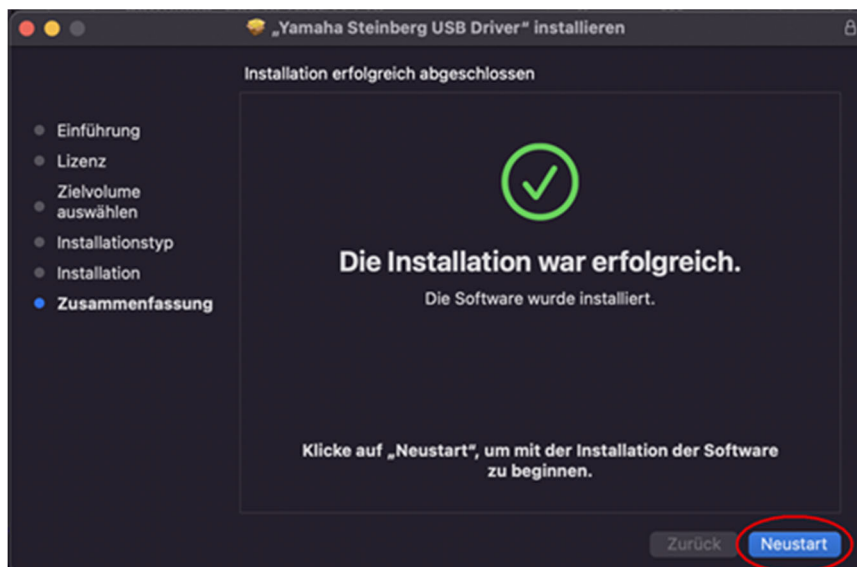 „Yamaha Steinberg USB Driver“ installieren
Installation erfolgreich abgeschlossen
Einführung
Lizenz
Zielvolume
auswählen
Installationstyp
Installation
Zusammenfassung
Die Installation war erfolgreich.
Die Software wurde installiert.
Klicke auf „Neustart“, um mit der Installation der Software
zu beginnen.
Zurück
Neustart